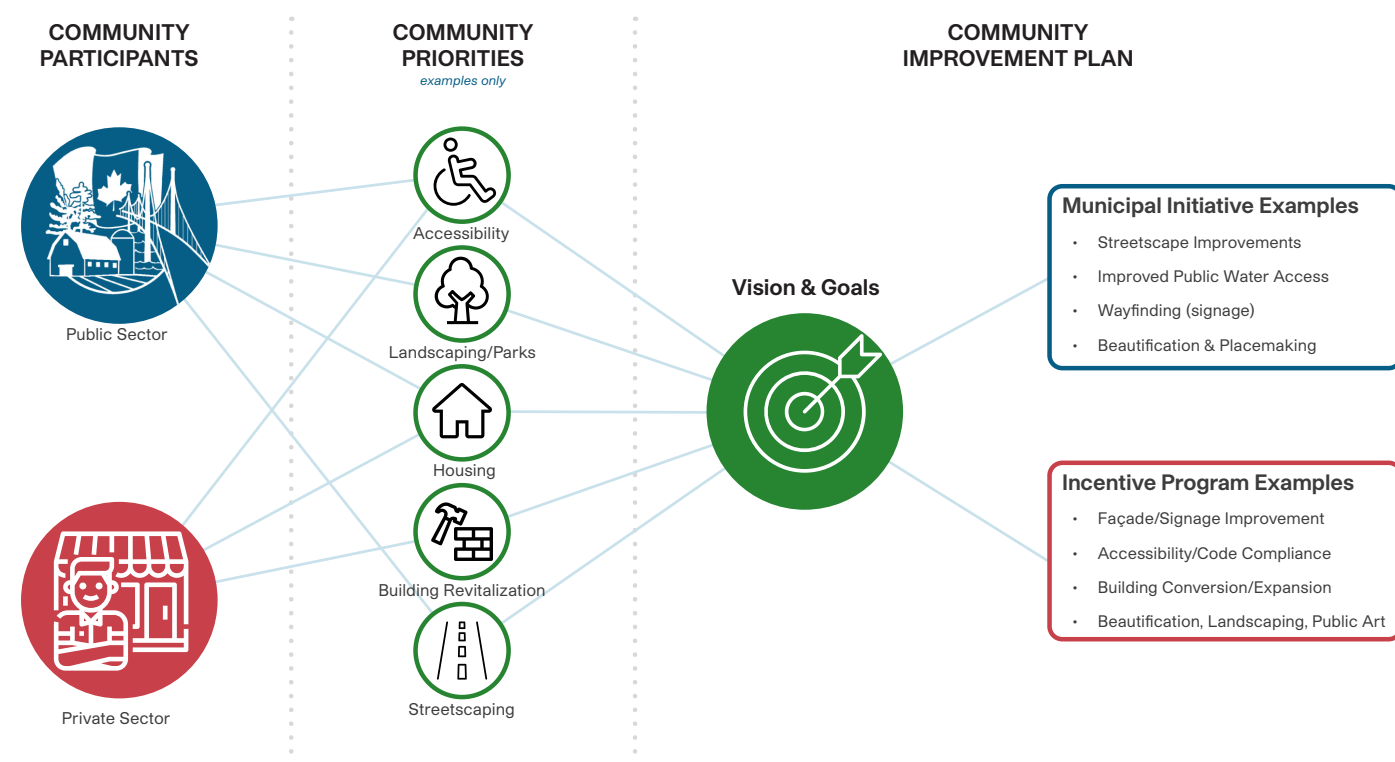 COMMUNITY
PARTICIPANTS
COMMUNITY
PRIORITIES
examples only
COMMUNITY
IMPROVEMENT PLAN
Public Sector
Private Sector
Accessibility
Landscaping/Parks
Housing
Building Revitalization
Streetscaping
Vision & Goals
Municipal Initiative Examples
• Streetscape Improvements
• Improved Public Water Access
• Wayfinding (signage)
• Beautification & Placemaking
Incentive Program Examples
• Façade/Signage Improvement
• Accessibility/Code Compliance
• Building Conversion/Expansion
• Beautification, Landscaping, Public Art